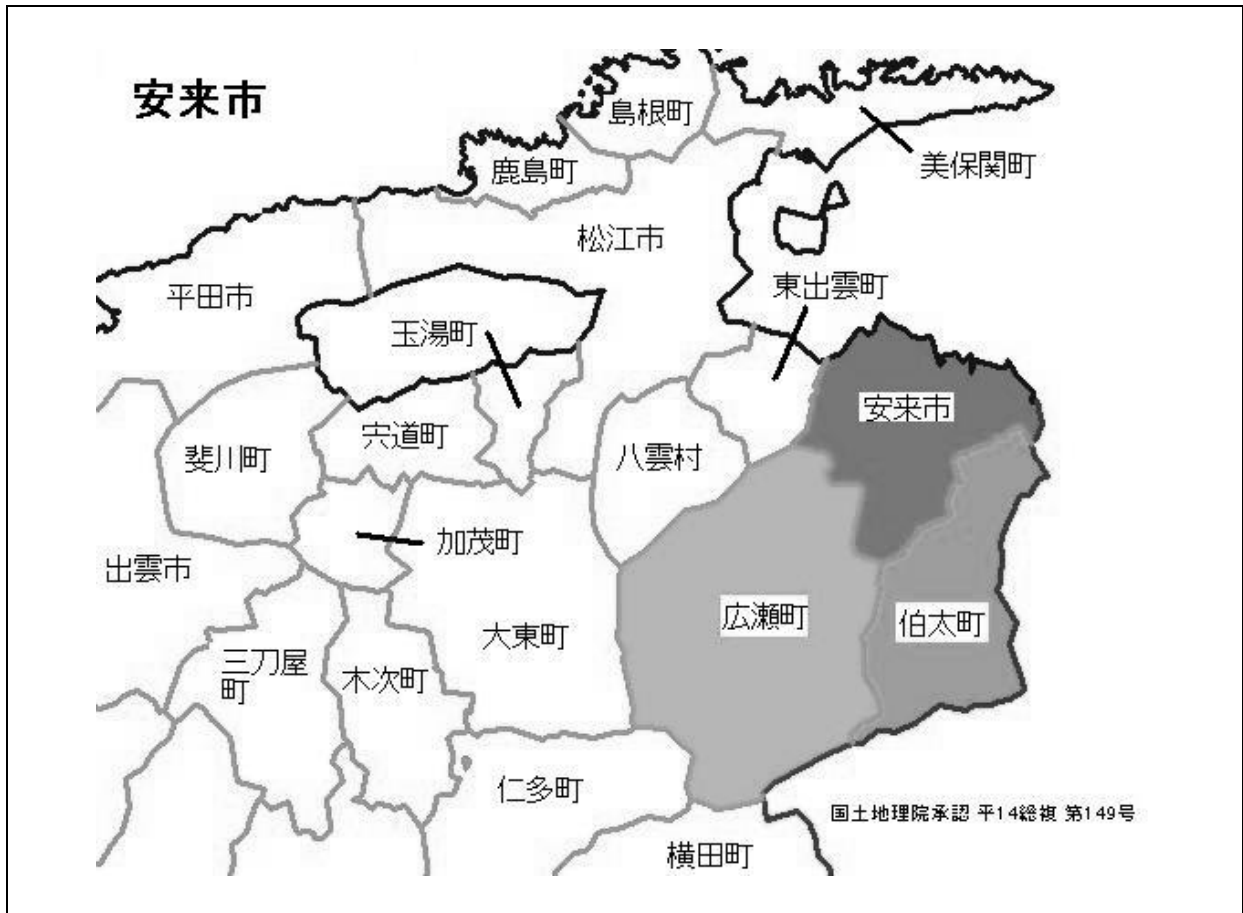 安来市
島根町
鹿島町
美保関町
松江市
東出雲町
平田市
玉湯町
安来市
宍道町
斐川町
八雲村
加茂町
出雲市
広瀬町
伯太町
大東町
三刀屋
町
木次町
仁多町
国土地理院承認 平14総複 第149号
横田町